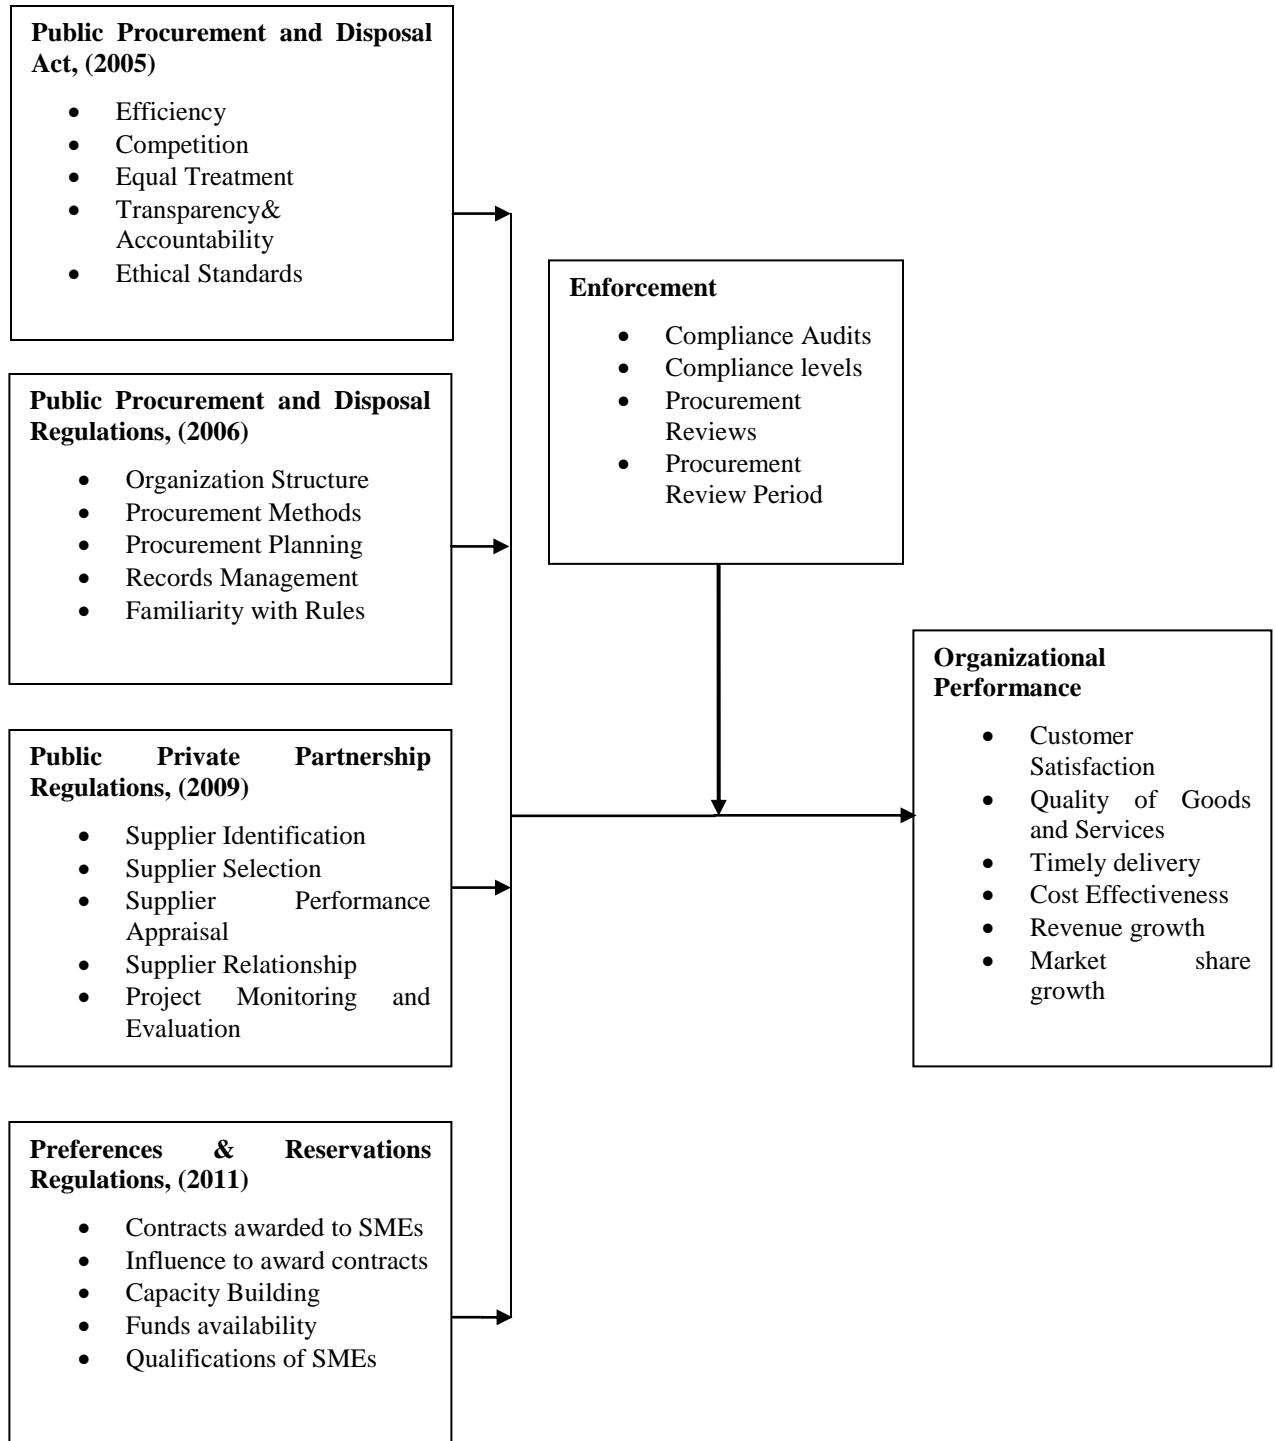 Public Procurement and Disposal
Act, (2005)
• Efficiency
• Competition
• Equal Treatment
• Transparency&
Accountability
• Ethical Standards
Enforcement
• Compliance Audits
• Compliance levels
• Procurement
Reviews
• Procurement
Review Period
Public Procurement and Disposal
Regulations, (2006)
• Organization Structure
• Procurement Methods
• Procurement Planning
• Records Management
• Familiarity with Rules
Organizational
Performance
• Customer
Satisfaction
• Quality of Goods
and Services
• Timely delivery
• Cost Effectiveness
• Revenue growth
• Market share
growth
Public Private Partnership
Regulations, (2009)
• Supplier Identification
• Supplier Selection
• Supplier Performance
Appraisal
• Supplier Relationship
• Project Monitoring and
Evaluation
Preferences & Reservations
Regulations, (2011)
• Contracts awarded to SMEs
• Influence to award contracts
• Capacity Building
• Funds availability
• Qualifications of SMEs